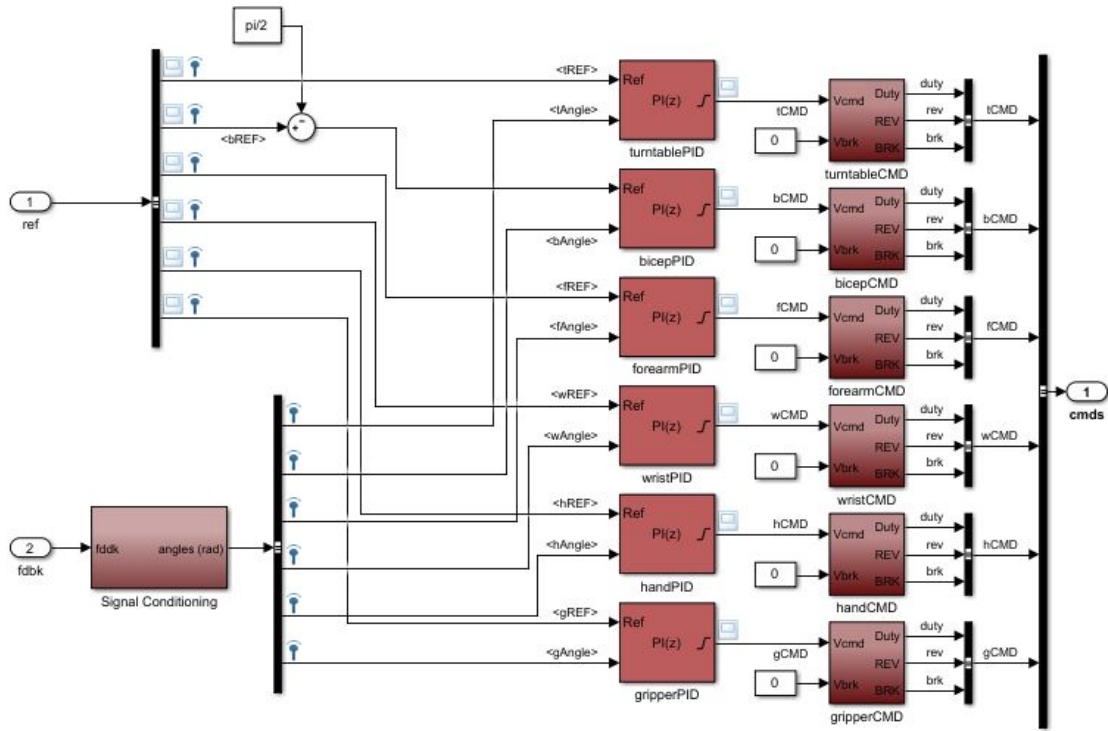 pi/2
<tREF>
<tAngle>
Ref
PI(z)
turntablePID
tCMD
0
Vcmd
Vbrk
Duty
REV
BRK
turntableCMD
duty
rev
brk
tCMD
<bREF>
+
−
<bAngle>
Ref
PI(z)
bicepPID
bCMD
0
Vcmd
Vbrk
Duty
REV
BRK
bicepCMD
duty
rev
brk
bCMD
1
ref
<fREF>
<fAngle>
Ref
PI(z)
forearmPID
fCMD
0
Vcmd
Vbrk
Duty
REV
BRK
forearmCMD
duty
rev
brk
fCMD
1
cmds
<wREF>
<wAngle>
Ref
PI(z)
wristPID
wCMD
0
Vcmd
Vbrk
Duty
REV
BRK
wristCMD
duty
rev
brk
wCMD
2
fdbk
fddk
angles (rad)
Signal Conditioning
<hREF>
<hAngle>
Ref
PI(z)
handPID
hCMD
0
Vcmd
Vbrk
Duty
REV
BRK
handCMD
duty
rev
brk
hCMD
<gREF>
<gAngle>
Ref
PI(z)
gripperPID
gCMD
0
Vcmd
Vbrk
Duty
REV
BRK
gripperCMD
duty
rev
brk
gCMD